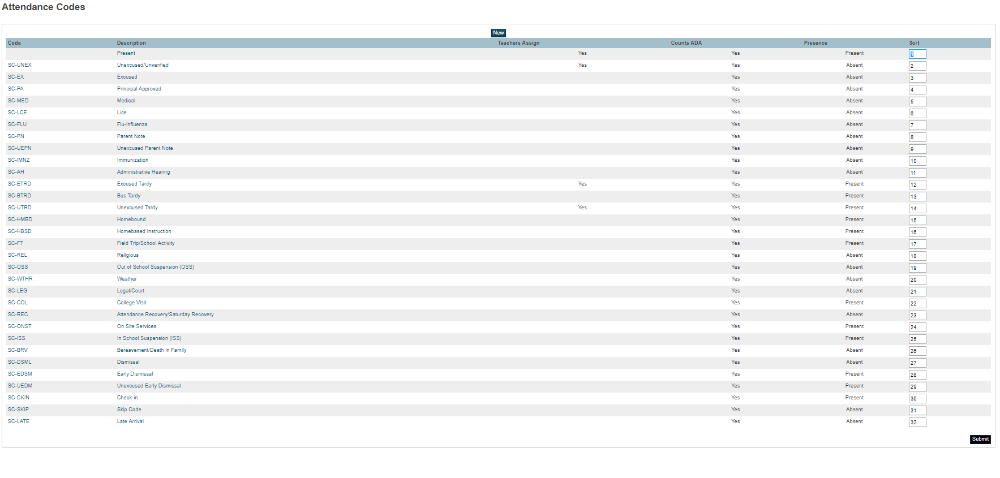 Attendance Codes
New
Code Description Teachers Assign Counts ADA Presence Sort
Present Yes Yes Present 1
SC-UNEX Unexcused/Unverified Yes Yes Absent 2
SC-EX Excused Yes Absent 3
SC-PA Principal Approved Yes Absent 4
SC-MED Medical Yes Absent 5
SC-LCE Lice Yes Absent 6
SC-FLU Flu-Influenza Yes Absent 7
SC-PN Parent Note Yes Absent 8
SC-UEPN Unexcused Parent Note Yes Absent 9
SC-IMNZ Immunization Yes Absent 10
SC-AH Administrative Hearing Yes Absent 11
SC-ETRD Excused Tardy Yes Yes Present 12
SC-BTRD Bus Tardy Yes Present 13
SC-UTRD Unexcused Tardy Yes Yes Present 14
SC-HMBD Homebound Yes Present 15
SC-HBSD Homebased Instruction Yes Present 16
SC-FT Field Trip/School Activity Yes Present 17
SC-REL Religious Yes Absent 18
SC-OSS Out of School Suspension (OSS) Yes Absent 19
SC-WTHR Weather Yes Absent 20
SC-LEG Legal/Court Yes Absent 21
SC-COL College Visit Yes Present 22
SC-REC Attendance Recovery/Saturday Recovery Yes Absent 23
SC-ONST On Site Services Yes Present 24
SC-ISS In School Suspension (ISS) Yes Present 25
SC-BRV Bereavement/Death in Family Yes Absent 26
SC-DSML Dismissal Yes Absent 27
SC-EDSM Early Dismissal Yes Present 28
SC-UEDM Unexcused Early Dismissal Yes Present 29
SC-CKIN Check-in Yes Present 30
SC-SKIP Skip Code Yes Absent 31
SC-LATE Late Arrival Yes Absent 32
Submit